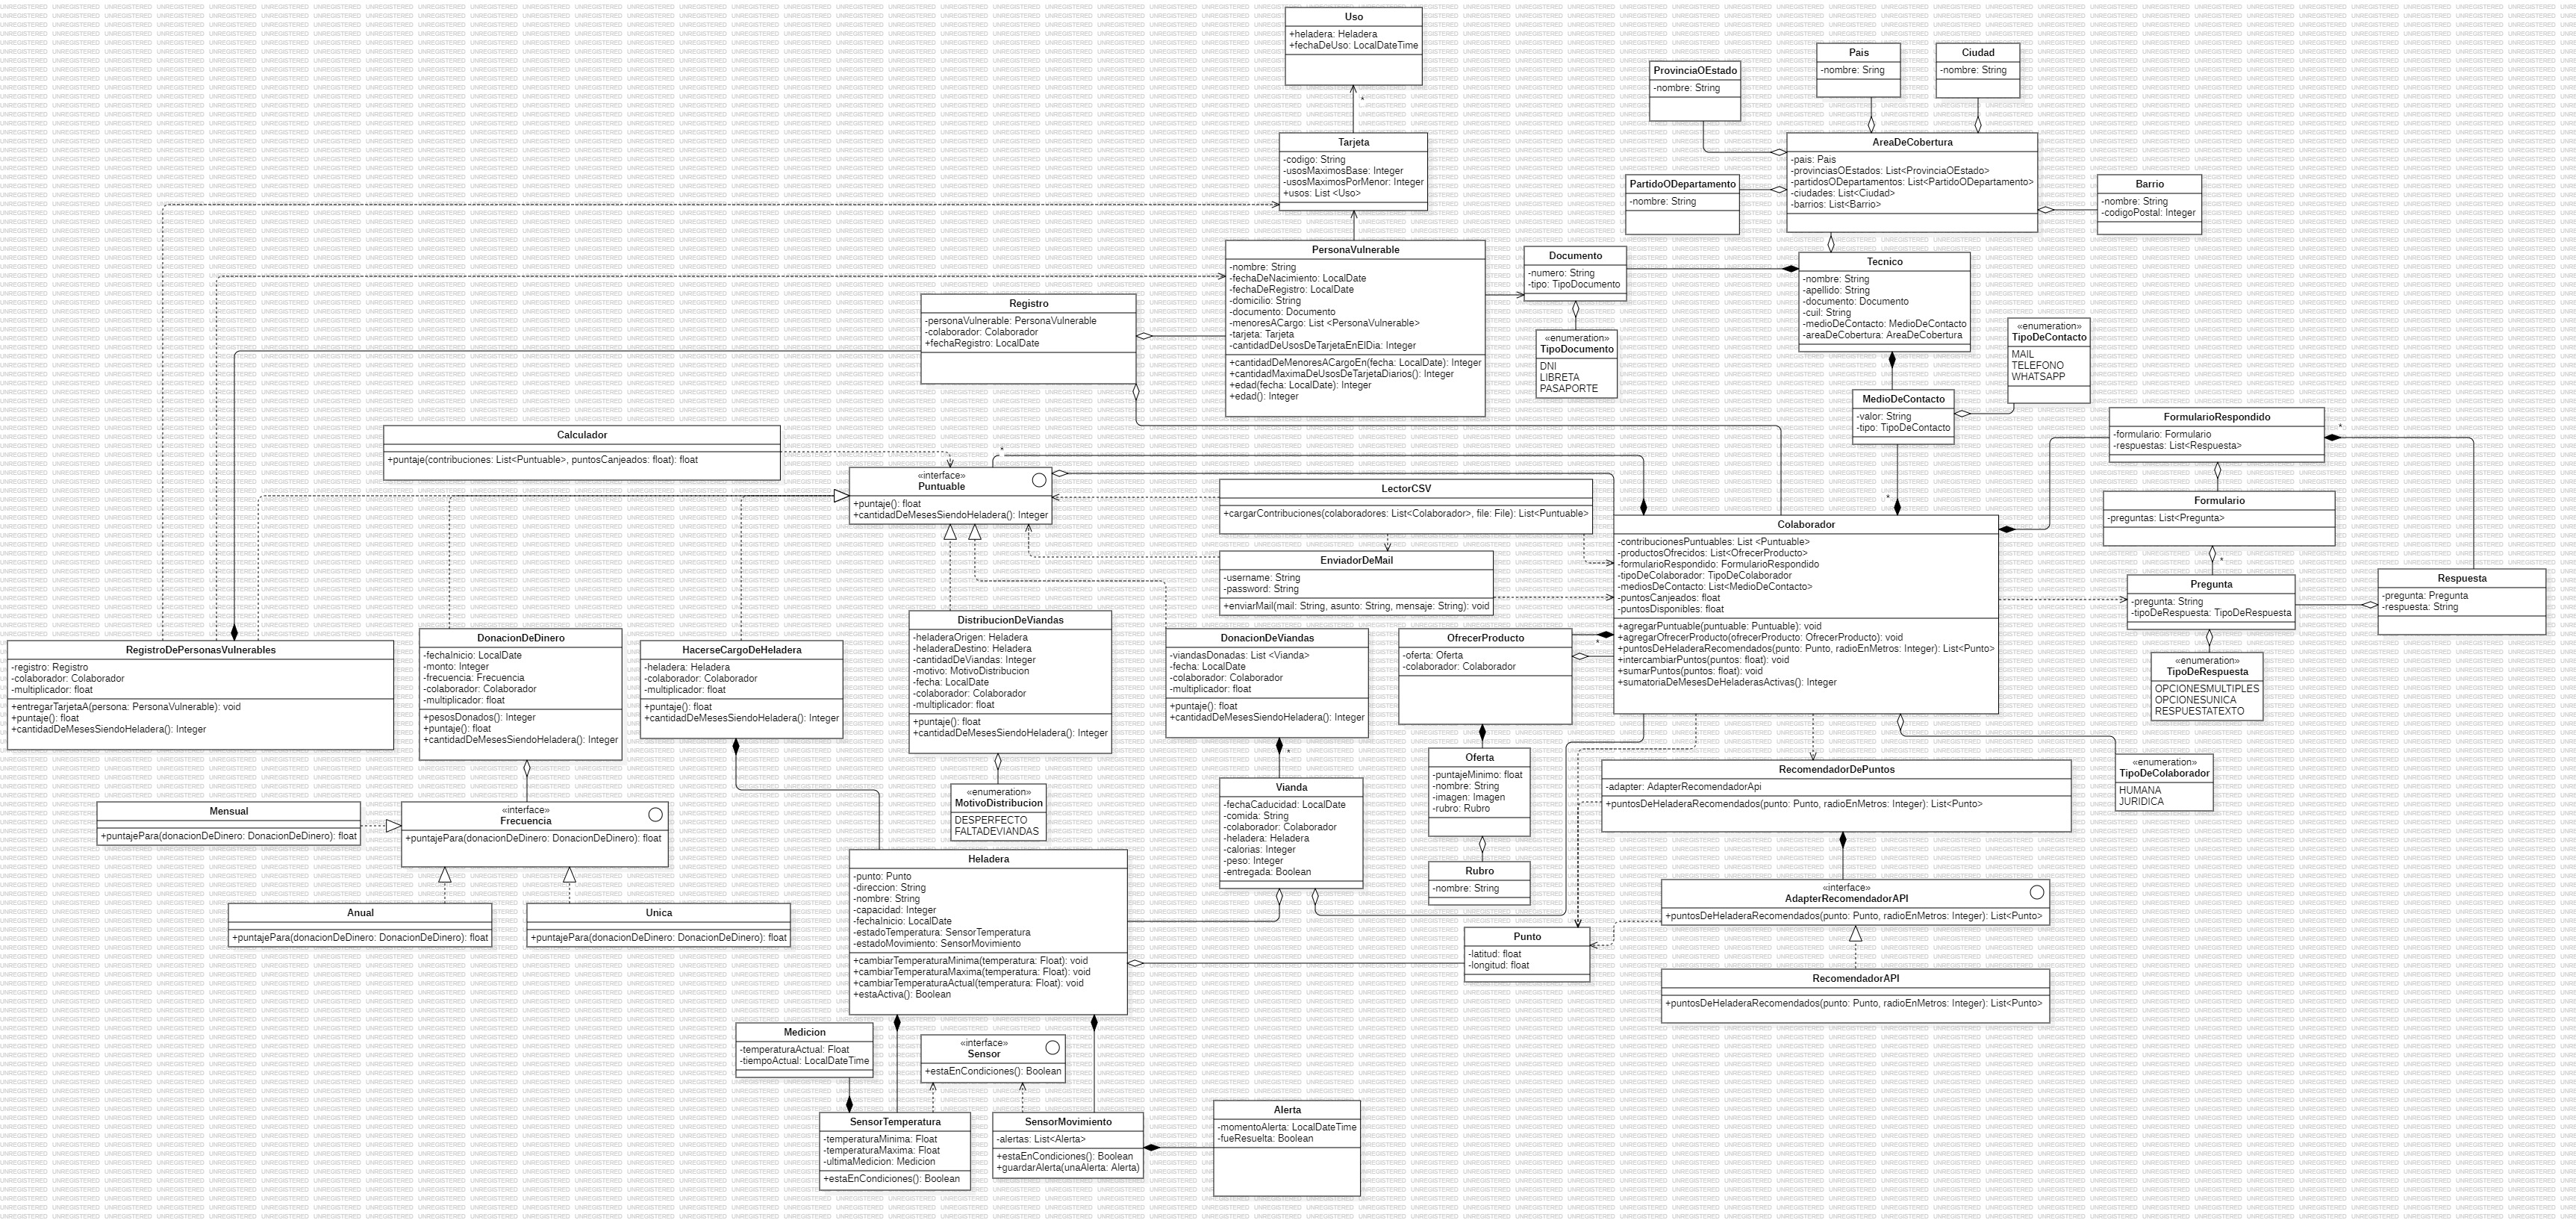 Uso
+heladera: Heladera
+fechaDeUso: LocalDateTime
*
Pais
-nombre: Sring
Ciudad
-nombre: String
ProvinciaOEstado
-nombre: String
Tarjeta
-codigo: String
-usosMaximosBase: Integer
-usosMaximosPorMenor: Integer
+usos: List <Uso>
AreaDeCobertura
-pais: Pais
-provinciasOEstados: List<ProvinciaOEstado>
-partidosODepartamentos: List<PartidoODepartamento>
-ciudades: List<Ciudad>
-barrios: List<Barrio>
PartidoODepartamento
-nombre: String
Barrio
-nombre: String
-codigoPostal: Integer
PersonaVulnerable
-nombre: String
-fechaDeNacimiento: LocalDate
-fechaDeRegistro: LocalDate
-domicilio: String
-documento: Documento
-menoresACargo: List <PersonaVulnerable>
-tarjeta: Tarjeta
-cantidadDeUsosDeTarjetaEnElDia: Integer
+cantidadDeMenoresACargoEn(fecha: LocalDate): Integer
+cantidadMaximaDeUsosDeTarjetaDiarios(): Integer
+edad(fecha: LocalDate): Integer
+edad(): Integer
Documento
-numero: String
-tipo: TipoDocumento
Tecnico
-nombre: String
-apellido: String
-documento: Documento
-cuil: String
-medioDeContacto: MedioDeContacto
-areaDeCobertura: AreaDeCobertura
Registro
-personaVulnerable: PersonaVulnerable
-colaborador: Colaborador
+fechaRegistro: LocalDate
«enumeration»
TipoDocumento
DNI
LIBRETA
PASAPORTE
«enumeration»
TipoDeContacto
MAIL
TELEFONO
WHATSAPP
MedioDeContacto
-valor: String
-tipo: TipoDeContacto
FormularioRespondido
-formulario: Formulario
-respuestas: List<Respuesta>
*
Calculador
+puntaje(contribuciones: List<Puntuable>, puntosCanjeados: float): float
*
«interface»
Puntuable
+puntaje(): float
+cantidadDeMesesSiendoHeladera(): Integer
LectorCSV
+cargarContribuciones(colaboradores: List<Colaborador>, file: File): List<Puntuable>
*
Formulario
-preguntas: List<Pregunta>
*
Colaborador
-contribucionesPuntuables: List <Puntuable>
-productosOfrecidos: List<OfrecerProducto>
-formularioRespondido: FormularioRespondido
-tipoDeColaborador: TipoDeColaborador
-mediosDeContacto: List<MedioDeContacto>
-puntosCanjeados: float
-puntosDisponibles: float
+agregarPuntuable(puntuable: Puntuable): void
+agregarOfrecerProducto(ofrecerProducto: OfrecerProducto): void
+puntosDeHeladeraRecomendados(punto: Punto, radioEnMetros: Integer): List<Punto>
+intercambiarPuntos(puntos: float): void
+sumarPuntos(puntos: float): void
+sumatoriaDeMesesDeHeladerasActivas(): Integer
EnviadorDeMail
-username: String
-password: String
+enviarMail(mail: String, asunto: String, mensaje: String): void
Pregunta
-pregunta: String
-tipoDeRespuesta: TipoDeRespuesta
Respuesta
-pregunta: Pregunta
-respuesta: String
RegistroDePersonasVulnerables
-registro: Registro
-colaborador: Colaborador
-multiplicador: float
+entregarTarjetaA(persona: PersonaVulnerable): void
+puntaje(): float
+cantidadDeMesesSiendoHeladera(): Integer
DonacionDeDinero
-fechaInicio: LocalDate
-monto: Integer
-frecuencia: Frecuencia
-colaborador: Colaborador
-multiplicador: float
+pesosDonados(): Integer
+puntaje(): float
+cantidadDeMesesSiendoHeladera(): Integer
HacerseCargoDeHeladera
-heladera: Heladera
-colaborador: Colaborador
-multiplicador: float
+puntaje(): float
+cantidadDeMesesSiendoHeladera(): Integer
DistribucionDeViandas
-heladeraOrigen: Heladera
-heladeraDestino: Heladera
-cantidadDeViandas: Integer
-motivo: MotivoDistribucion
-fecha: LocalDate
-colaborador: Colaborador
-multiplicador: float
+puntaje(): float
+cantidadDeMesesSiendoHeladera(): Integer
DonacionDeViandas
-viandasDonadas: List <Vianda>
-fecha: LocalDate
-colaborador: Colaborador
-multiplicador: float
+puntaje(): float
+cantidadDeMesesSiendoHeladera(): Integer
*
OfrecerProducto
-oferta: Oferta
-colaborador: Colaborador
*
«enumeration»
TipoDeRespuesta
OPCIONESMULTIPLES
OPCIONESUNICA
RESPUESTATEXTO
Oferta
-puntajeMinimo: float
-nombre: String
-imagen: Imagen
-rubro: Rubro
RecomendadorDePuntos
-adapter: AdapterRecomendadorApi
+puntosDeHeladeraRecomendados(punto: Punto, radioEnMetros: Integer): List<Punto>
«enumeration»
TipoDeColaborador
HUMANA
JURIDICA
Mensual
+puntajePara(donacionDeDinero: DonacionDeDinero): float
«interface»
Frecuencia
+puntajePara(donacionDeDinero: DonacionDeDinero): float
«enumeration»
MotivoDistribucion
DESPERFECTO
FALTADEVIANDAS
Vianda
-fechaCaducidad: LocalDate
-comida: String
-colaborador: Colaborador
-heladera: Heladera
-calorias: Integer
-peso: Integer
-entregada: Boolean
Rubro
-nombre: String
Heladera
-punto: Punto
-direccion: String
-nombre: String
-capacidad: Integer
-fechaInicio: LocalDate
-estadoTemperatura: SensorTemperatura
-estadoMovimiento: SensorMovimiento
+cambiarTemperaturaMinima(temperatura: Float): void
+cambiarTemperaturaMaxima(temperatura: Float): void
+cambiarTemperaturaActual(temperatura: Float): void
+estaActiva(): Boolean
«interface»
AdapterRecomendadorAPI
+puntosDeHeladeraRecomendados(punto: Punto, radioEnMetros: Integer): List<Punto>
Anual
+puntajePara(donacionDeDinero: DonacionDeDinero): float
Unica
+puntajePara(donacionDeDinero: DonacionDeDinero): float
Punto
-latitud: float
-longitud: float
RecomendadorAPI
+puntosDeHeladeraRecomendados(punto: Punto, radioEnMetros: Integer): List<Punto>
Medicion
-temperaturaActual: Float
-tiempoActual: LocalDateTime
«interface»
Sensor
+estaEnCondiciones(): Boolean
SensorTemperatura
-temperaturaMinima: Float
-temperaturaMaxima: Float
-ultimaMedicion: Medicion
+estaEnCondiciones(): Boolean
SensorMovimiento
-alertas: List<Alerta>
+estaEnCondiciones(): Boolean
+guardarAlerta(unaAlerta: Alerta)
Alerta
-momentoAlerta: LocalDateTime
-fueResuelta: Boolean
UNREGISTERED